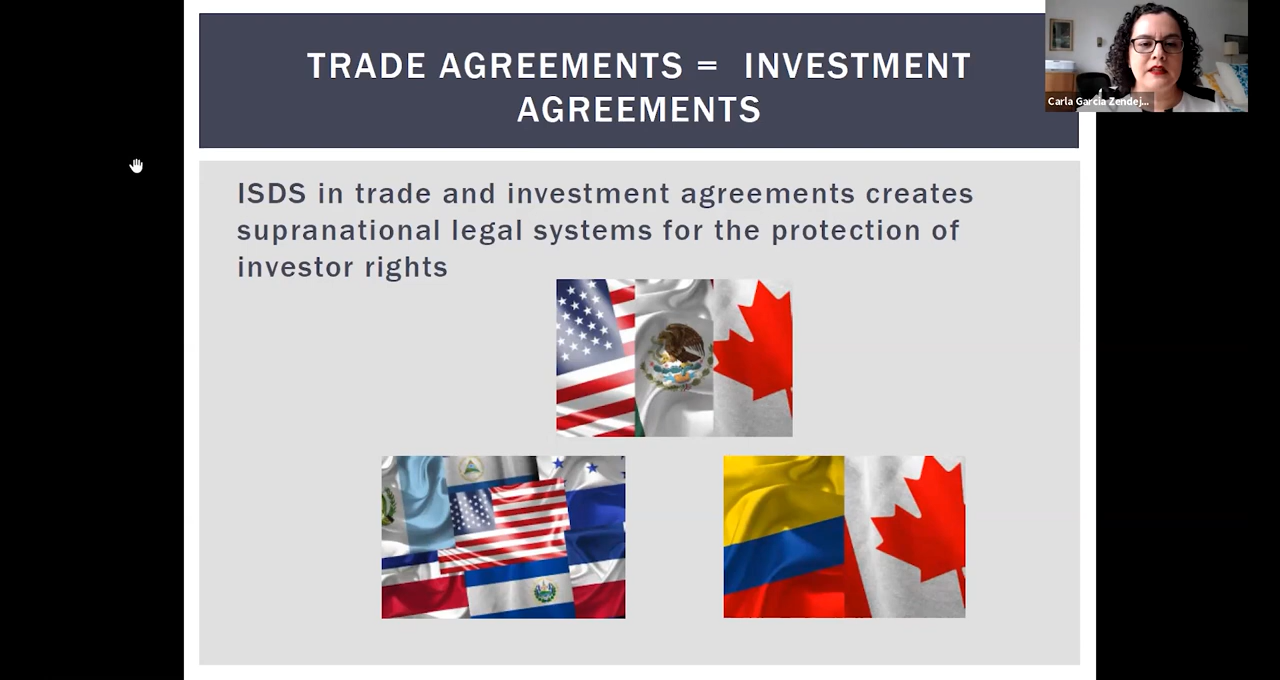 TRADE AGREEMENTS = INVESTMENT
AGREEMENTS
Carla García Zendej...
ISDS in trade and investment agreements creates
supranational legal systems for the protection of
investor rights